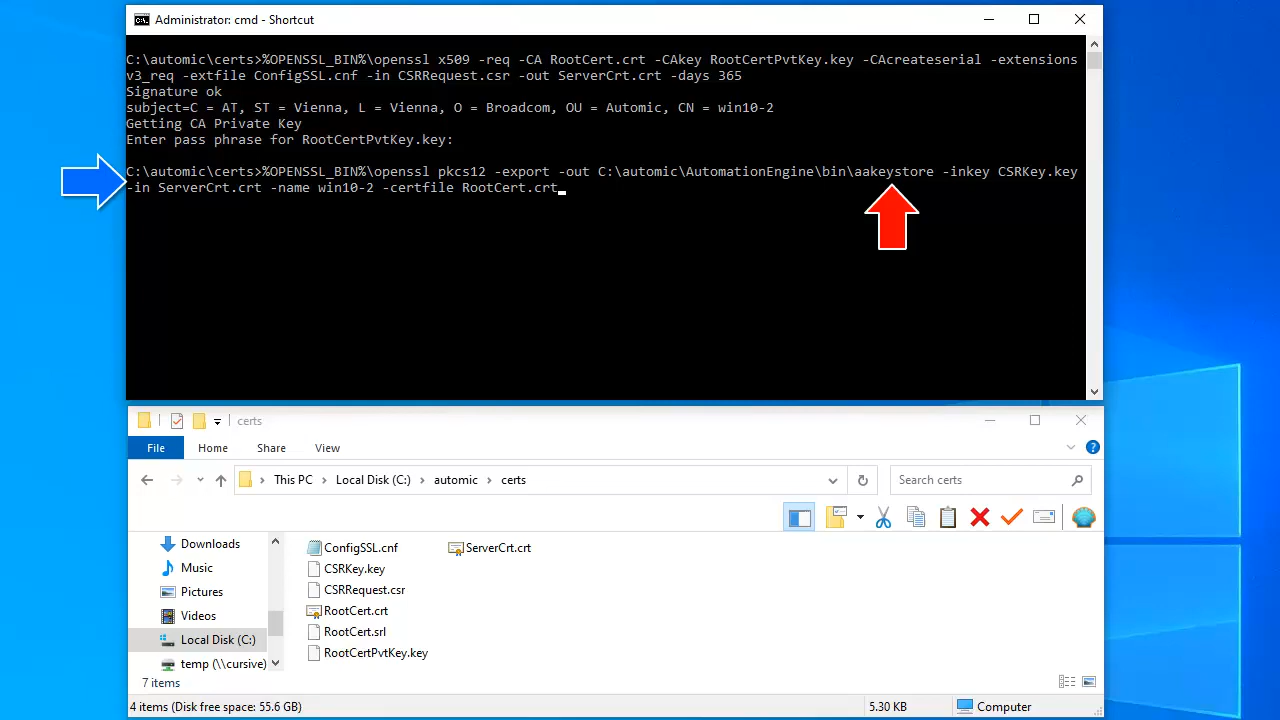 Administrator: cmd - Shortcut
C:\automic\certs>%OPENSSL_BIN%\openssl x509 -req -CA RootCert.crt -CAkey RootCertPvtKey.key -CAcreateserial -extensions
v3_req -extfile ConfigSSL.cnf -in CSRRequest.csr -out ServerCrt.crt -days 365
Signature ok
subject=C = AT, ST = Vienna, L = Vienna, O = Broadcom, OU = Automic, CN = win10-2
Getting CA Private Key
Enter pass phrase for RootCertPvtKey.key:
C:\automic\certs>%OPENSSL_BIN%\openssl pkcs12 -export -out C:\automic\AutomationEngine\bin\aakeystore -inkey CSRKey.key
-in ServerCrt.crt -name win10-2 -certfile RootCert.crt
certs
File Home Share View
This PC Local Disk (C:) automic certs Search certs
Downloads
Music
Pictures
Videos
Local Disk (C:)
temp (\\cursive)
ConfigSSL.cnf
CSRKey.key
CSRRequest.csr
RootCert.crt
RootCert.srl
RootCertPvtKey.key
ServerCrt.crt
7 items
4 items (Disk free space: 55.6 GB) 5.30 KB Computer